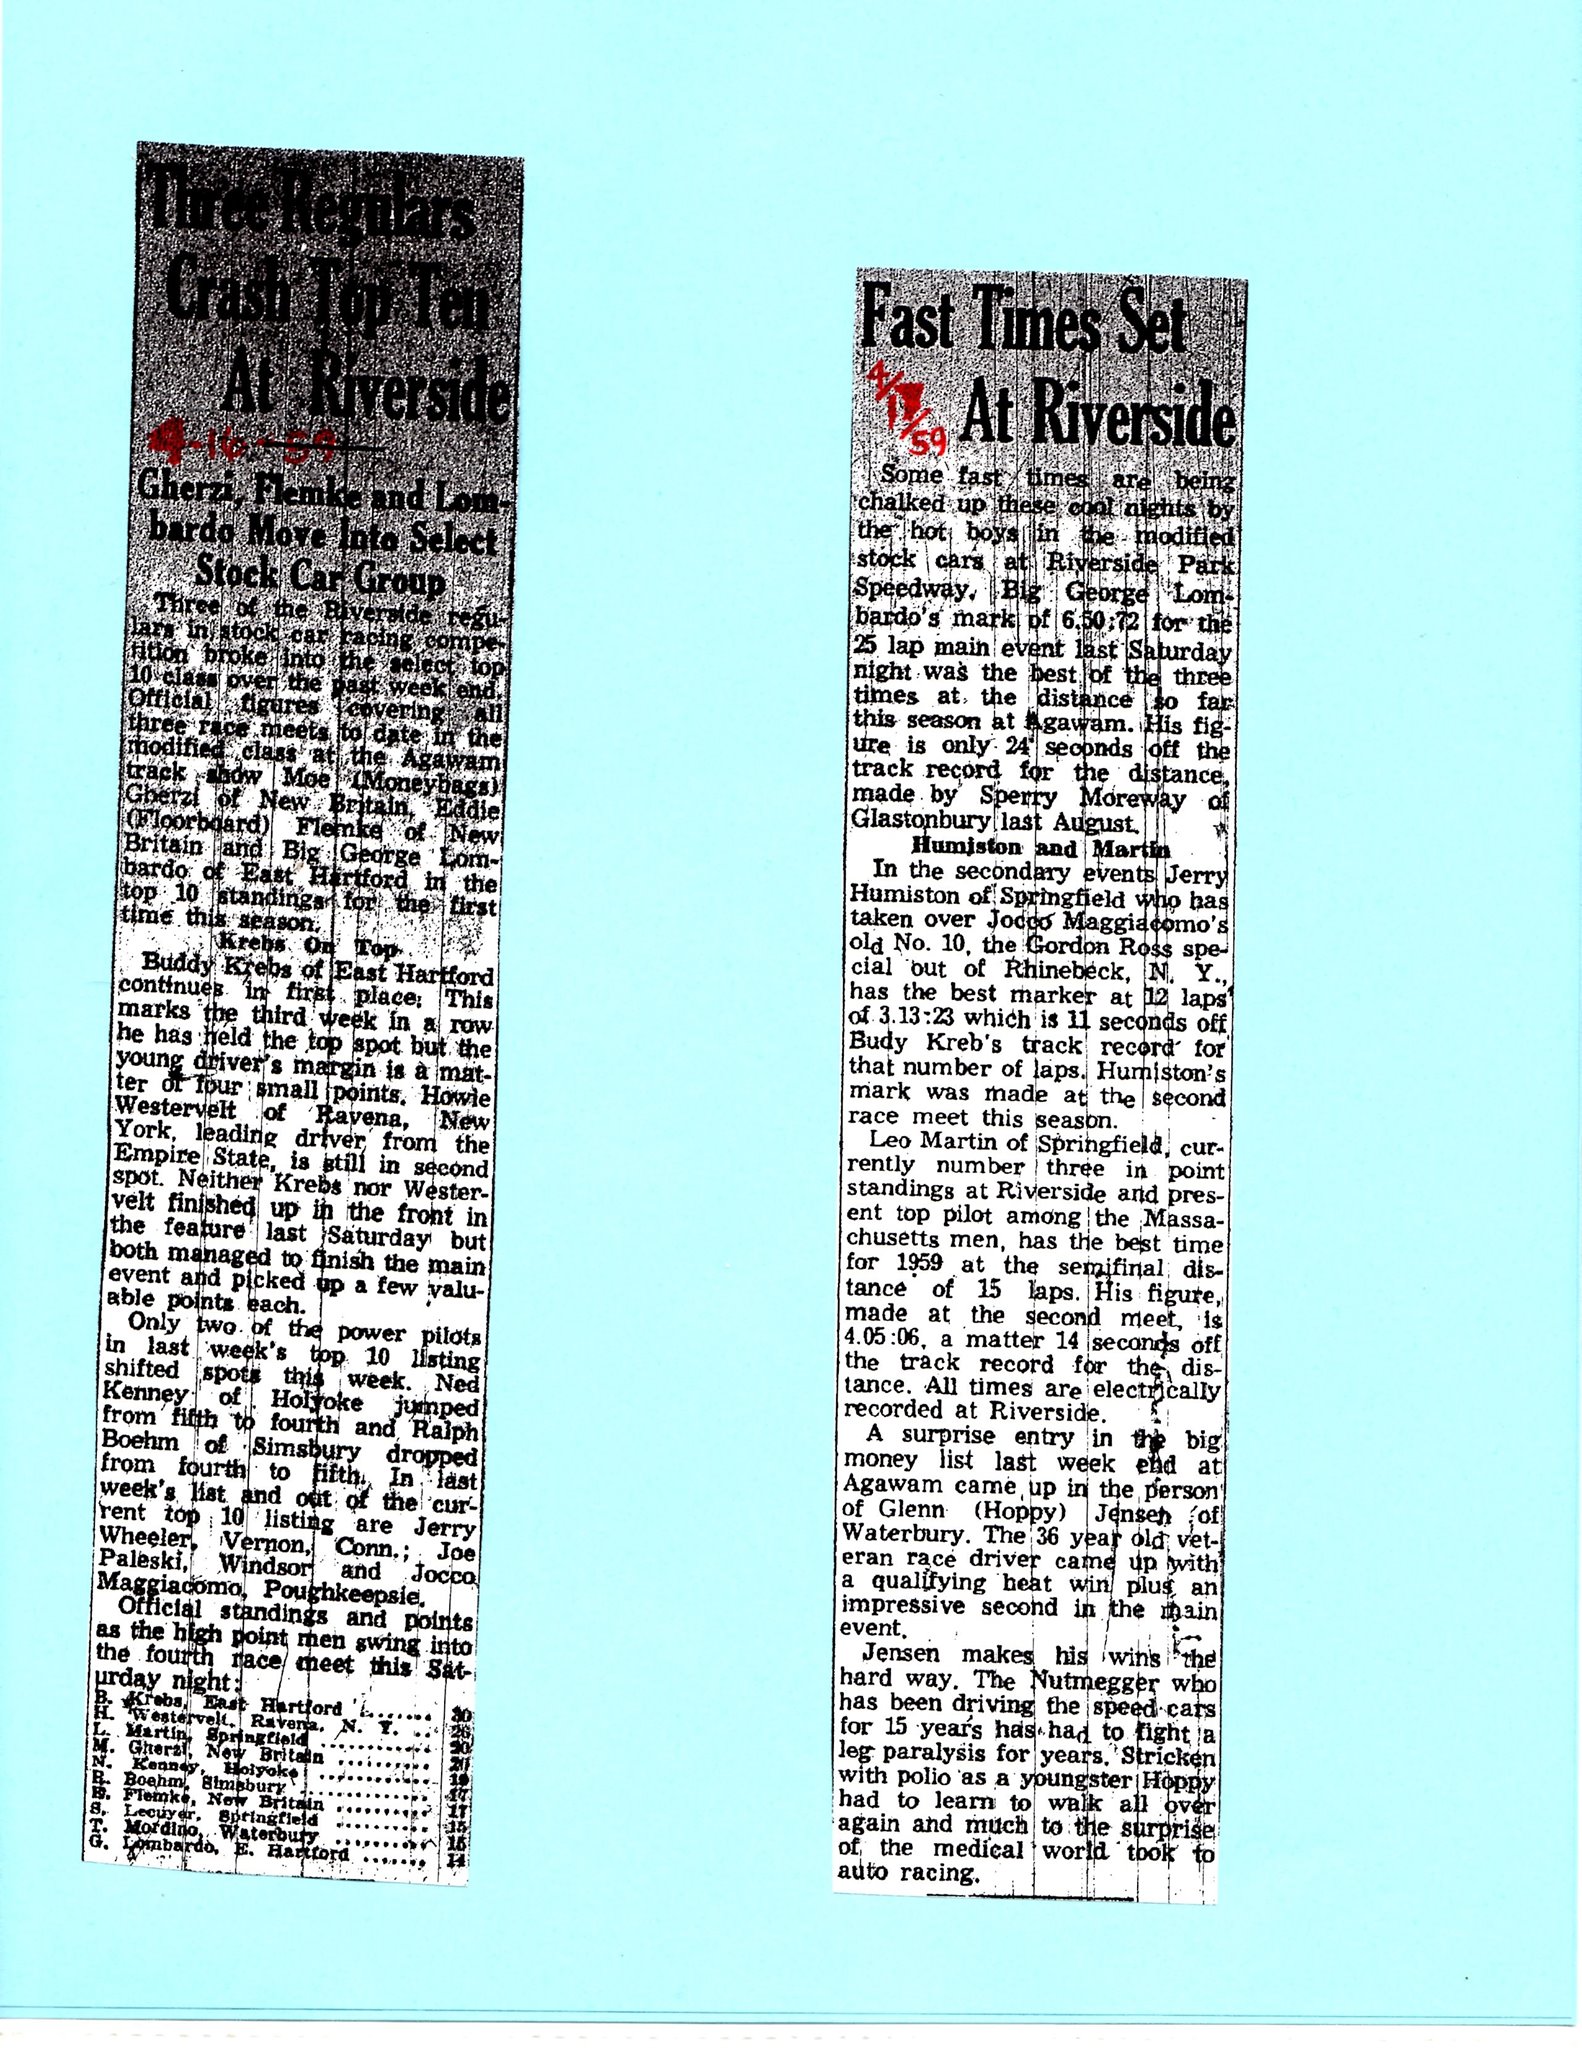 Three Regulars
Crash Top Ten
At Riverside
4-16-59
Gherzi, Flemke and Lom-
bardo Move Into Select
Stock Car Group
Three of the Riverside regu-
lars in stock car racing compe-
tition broke into the select top
10 class over the past week end.
Official figures covering all
three race meets to date in the
modified class at the Agawam
track show Moe (Moneybags)
Gherzi of New Britain, Eddie
(Floorboard) Flemke of New
Britain and Big George Lom-
bardo of East Hartford in the
top 10 standings for the first
time this season.
Krebs On Top
Buddy Krebs of East Hartford
continues in first place. This
marks the third week in a row
he has held the top spot but the
young driver's margin is a mat-
ter of four small points. Howie
Westervelt of Ravena, New
York, leading driver from the
Empire State, is still in second
spot. Neither Krebs nor Wester-
velt finished up in the front in
the feature last Saturday but
both managed to finish the main
event and picked up a few valu-
able points each.
Only two of the power pilots
in last week's top 10 listing
shifted spots this week. Ned
Kenney of Holyoke jumped
from fifth to fourth and Ralph
Boehm of Simsbury dropped
from fourth to fifth. In last
week's list and out of the cur-
rent top 10 listing are Jerry
Wheeler, Vernon, Conn.; Joe
Paleski, Windsor and Jocco
Maggiacomo, Poughkeepsie.
Official standings and points
as the high point men swing into
the fourth race meet this Sat-
urday night:
B. Krebs, East Hartford ....... 30
H. Westervelt, Ravena, N. Y. ... 26
L. Martin, Springfield .......... 20
M. Gherzi, New Britain ......... 20
N. Kenney, Holyoke ............ 19
R. Boehm, Simsbury ........... 17
E. Flemke, New Britain ......... 17
S. Lecuyer, Springfield ......... 15
T. Mordino, Waterbury ......... 15
G. Lombardo, E. Hartford ....... 14
Fast Times Set
At Riverside
4/17/59
Some fast times are being
chalked up these cool nights by
the hot boys in the modified
stock cars at Riverside Park
Speedway. Big George Lom-
bardo's mark of 6.50:72 for the
25 lap main event last Saturday
night was the best of the three
times at the distance so far
this season at Agawam. His fig-
ure is only 24 seconds off the
track record for the distance,
made by Sperry Moreway of
Glastonbury last August.
Humiston and Martin
In the secondary events Jerry
Humiston of Springfield who has
taken over Jocco Maggiacomo's
old No. 10, the Gordon Ross spe-
cial out of Rhinebeck, N. Y.,
has the best marker at 12 laps
of 3.13:23 which is 11 seconds off
Budy Kreb's track record for
that number of laps. Humiston's
mark was made at the second
race meet this season.
Leo Martin of Springfield, cur-
rently number three in point
standings at Riverside and pres-
ent top pilot among the Massa-
chusetts men, has the best time
for 1959 at the semifinal dis-
tance of 15 laps. His figure,
made at the second meet, is
4.05:06, a matter 14 seconds off
the track record for the dis-
tance. All times are electrically
recorded at Riverside.
A surprise entry in the big
money list last week end at
Agawam came up in the person
of Glenn (Hoppy) Jensen of
Waterbury. The 36 year old vet-
eran race driver came up with
a qualifying heat win plus an
impressive second in the main
event.
Jensen makes his wins the
hard way. The Nutmegger who
has been driving the speed cars
for 15 years has had to fight a
leg paralysis for years. Stricken
with polio as a youngster Hoppy
had to learn to walk all over
again and much to the surprise
of the medical world took to
auto racing.